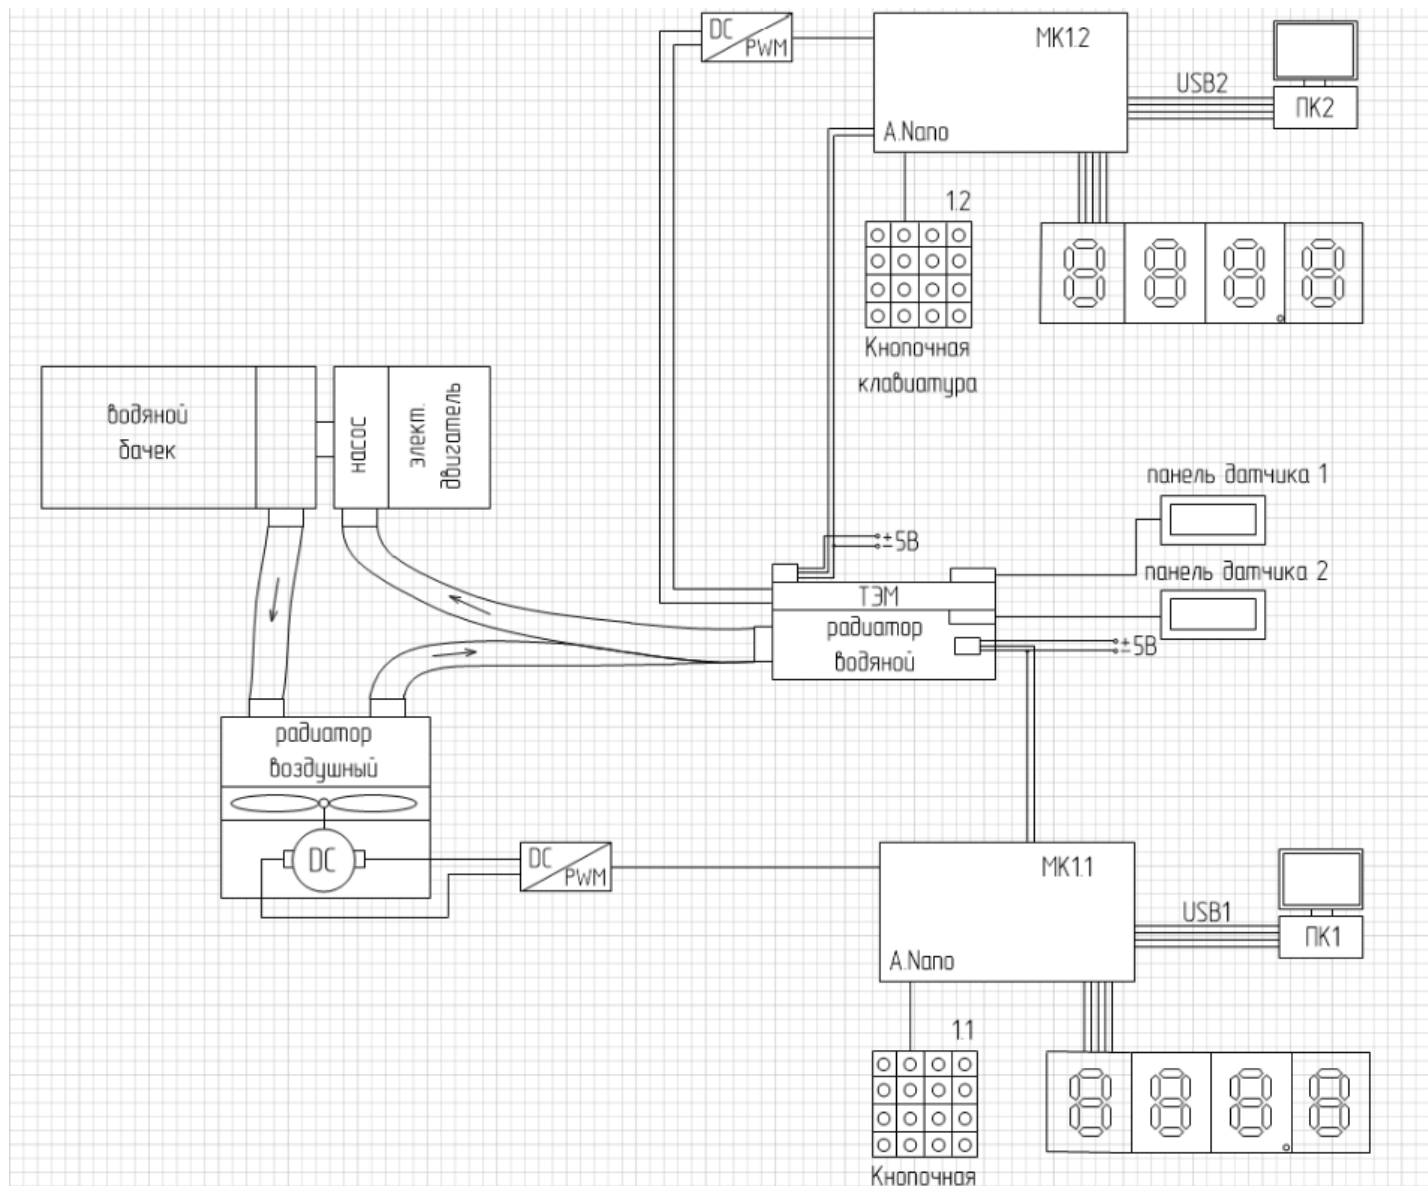 DC
PWM
МК1.2
USB2
ПК2
A.Nano
1.2
Кнопочная
клавиатура
водяной
бачек
насос
элект.
двигатель
панель датчика 1
+
− 5В
панель датчика 2
ТЭМ
радиатор
водяной
+
− 5В
радиатор
воздушный
DC
DC
PWM
МК1.1
USB1
ПК1
A.Nano
1.1
Кнопочная